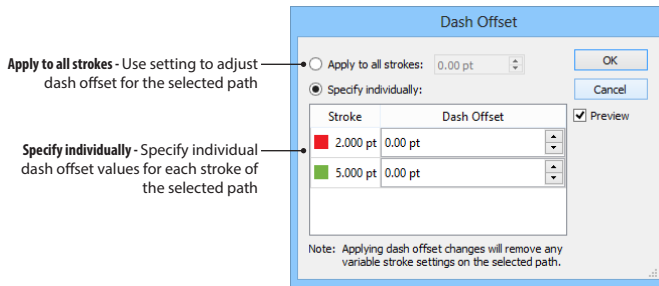 Dash Offset
Apply to all strokes - Use setting to adjust
dash offset for the selected path
Apply to all strokes: 0.00 pt
OK
Specify individually:
Cancel
Stroke Dash Offset
Preview
Specify individually - Specify individual
dash offset values for each stroke of
the selected path
2.000 pt 0.00 pt
5.000 pt 0.00 pt
Note: Applying dash offset changes will remove any
variable stroke settings on the selected path.